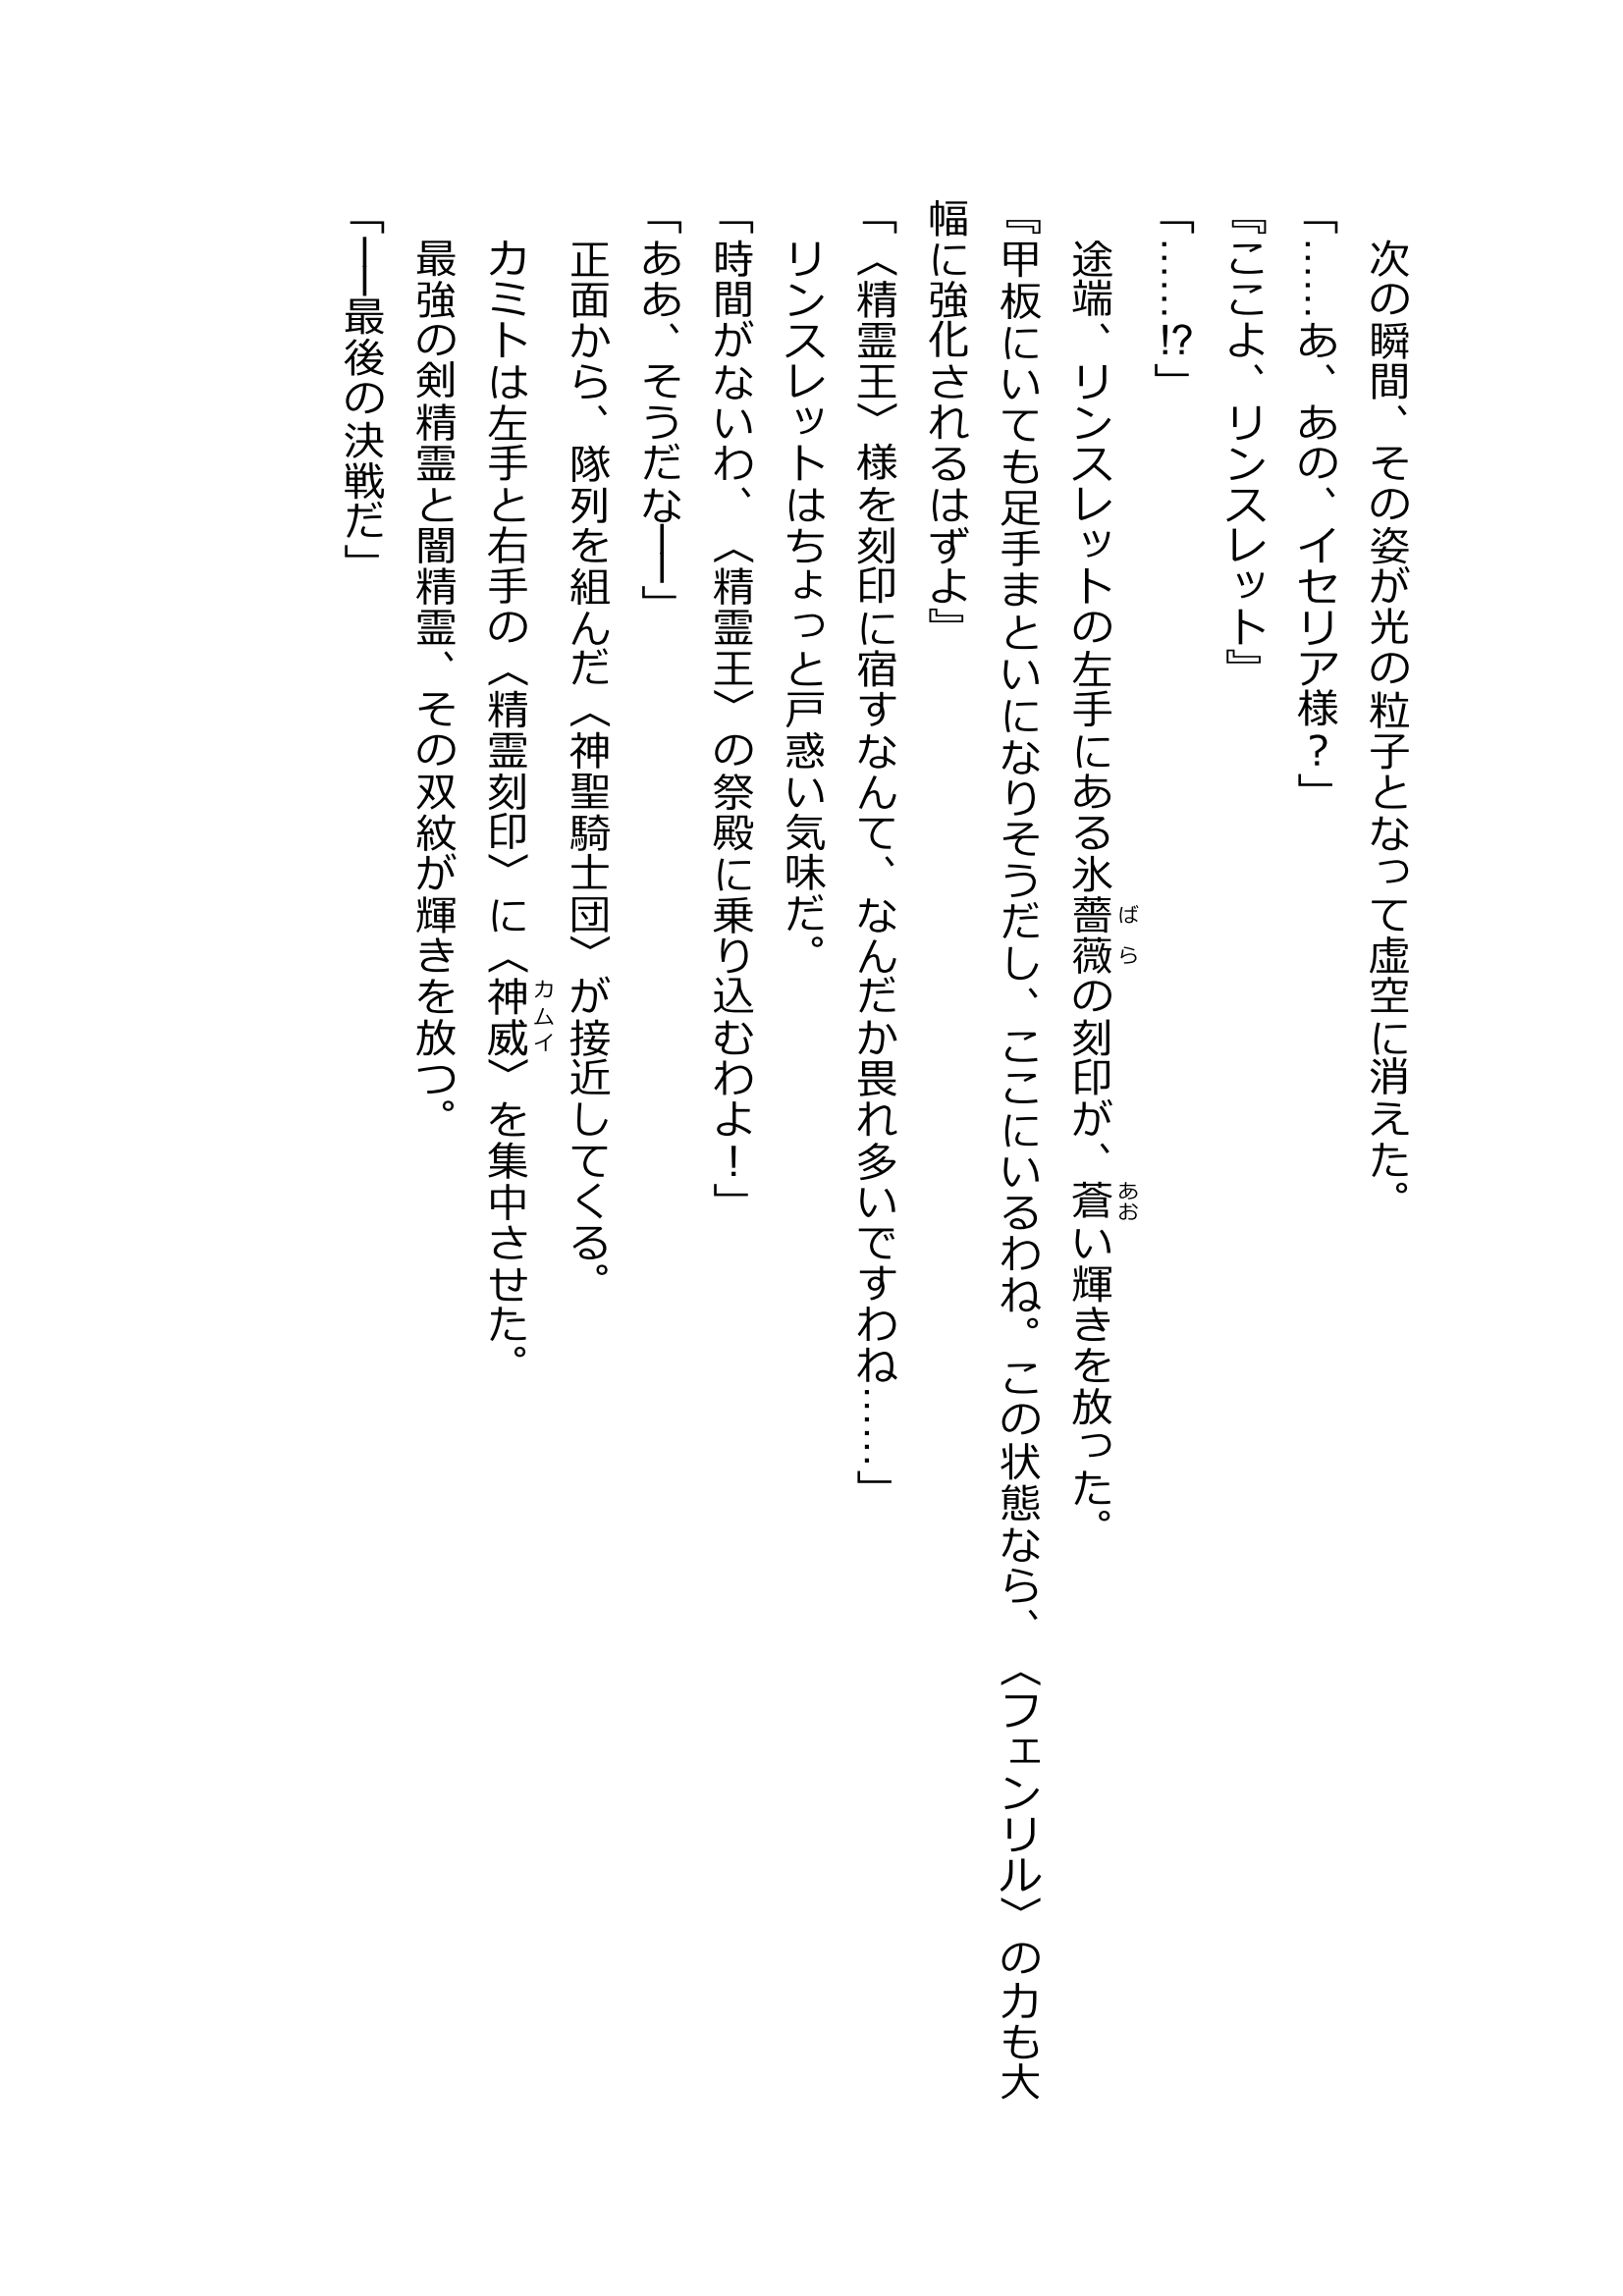 次の瞬間、その姿が光の粒子となって虚空に消えた。
「……あ、あの、イセリア様?」
『ここよ、リンスレット』
「……!?」
途端、リンスレットの左手にある氷薔薇の刻印が、蒼い輝きを放った。
ばら
あお
『甲板にいても足手まといになりそうだし、ここにいるわね。この状態なら、〈フェンリル〉の力も大
幅に強化されるはずよ』
「〈精霊王〉様を刻印に宿すなんて、なんだか畏れ多いですわね……」
リンスレットはちょっと戸惑い気味だ。
「時間がないわ、〈精霊王〉の祭殿に乗り込むわよ!」
「ああ、そうだな――」
正面から、隊列を組んだ〈神聖騎士団〉が接近してくる。
カミトは左手と右手の〈精霊刻印〉に〈神威〉を集中させた。
カムイ
最強の剣精霊と闇精霊、その双紋が輝きを放つ。
「――最後の決戦だ」